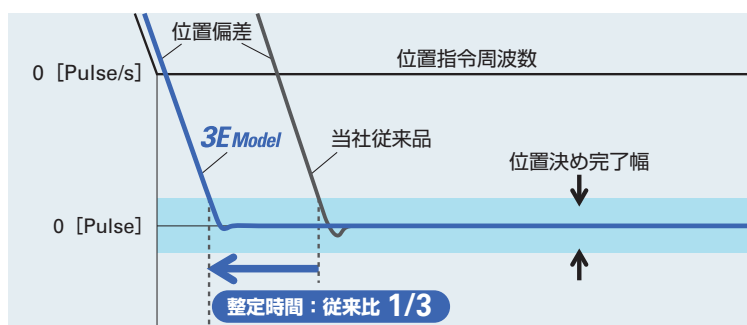 位置偏差
位置指令周波数
0［Pulse/s］
3E Model
当社従来品
位置決め完了幅
0［Pulse］
整定時間：従来比 1/3